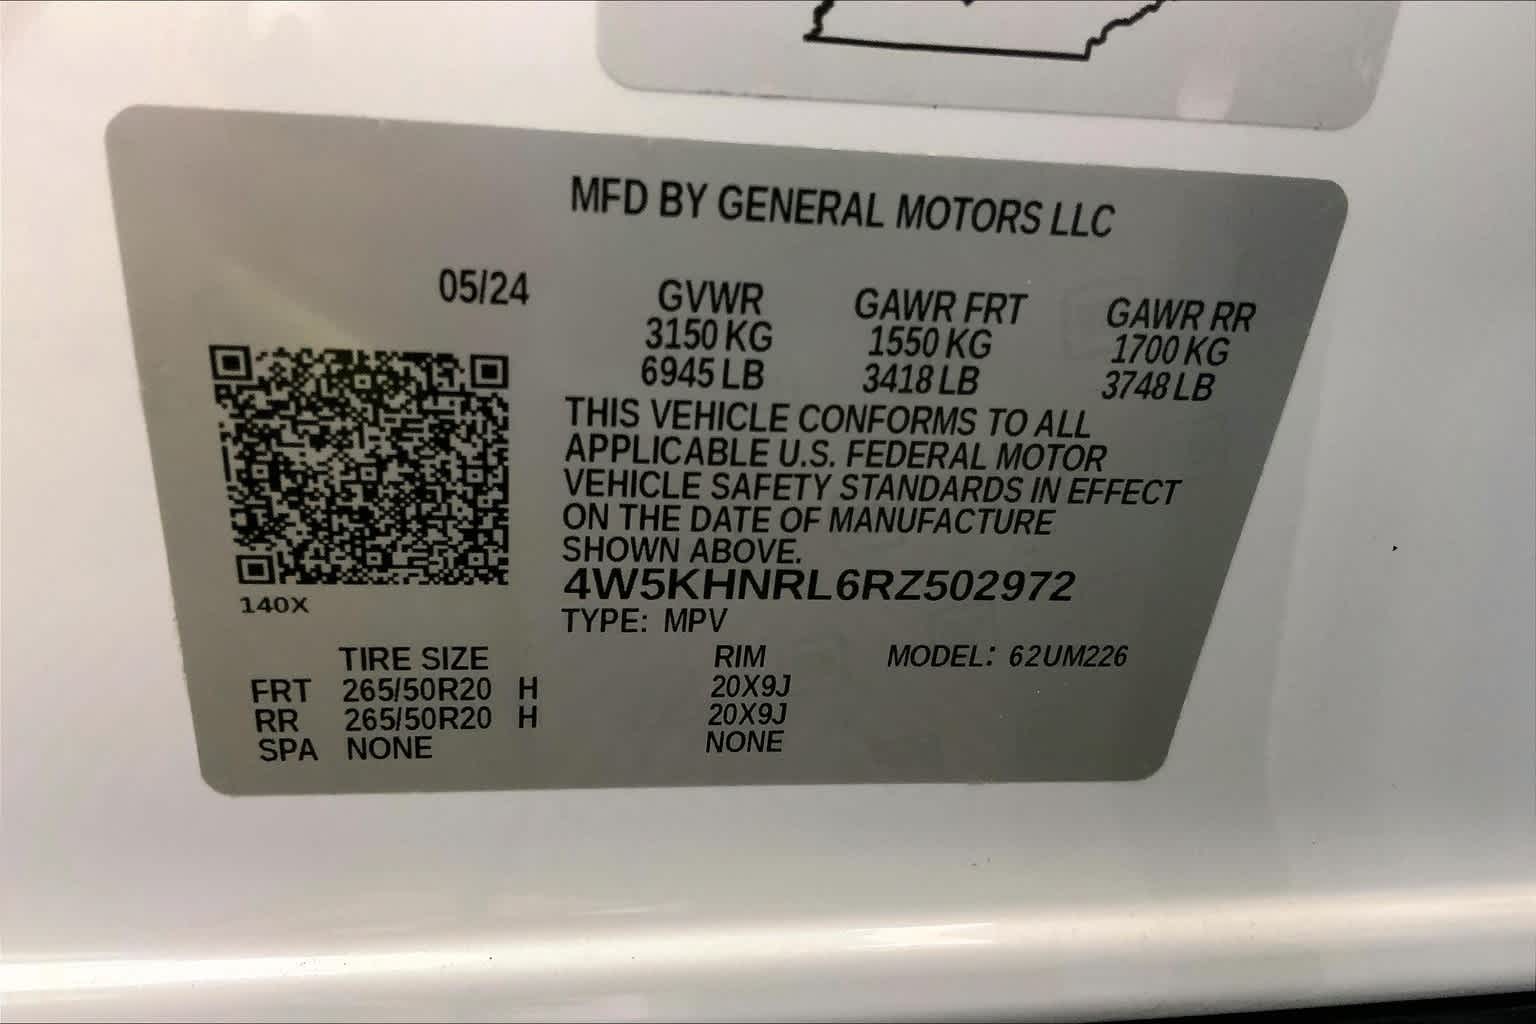 MFD BY GENERAL MOTORS LLC
05/24
GVWR GAWR FRT GAWR RR
3150 KG 1550 KG 1700 KG
6945 LB 3418 LB 3748 LB
THIS VEHICLE CONFORMS TO ALL
APPLICABLE U.S. FEDERAL MOTOR
VEHICLE SAFETY STANDARDS IN EFFECT
ON THE DATE OF MANUFACTURE
SHOWN ABOVE.
4W5KHNRL6RZ502972
140X
TYPE: MPV
TIRE SIZE RIM MODEL: 62UM226
FRT 265/50R20 H 20X9J
RR 265/50R20 H 20X9J
SPA NONE NONE